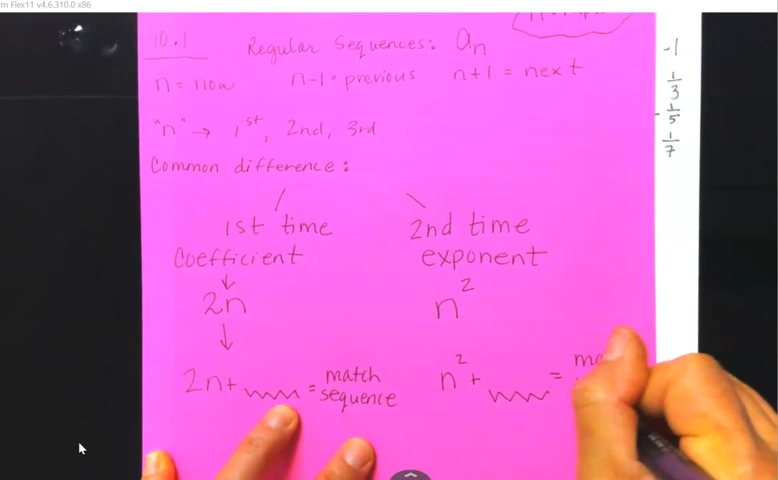 m Flex11 v4.6.310.0 x86
10.1 Regular Sequences: an
n = now n-1 = previous n+1 = next
"n" → 1st, 2nd, 3rd
Common difference:
1st time
coefficient
2n
2n+ = match
sequence
2nd time
exponent
n²
n² + = ma
-1
1/3
-1/5
1/7